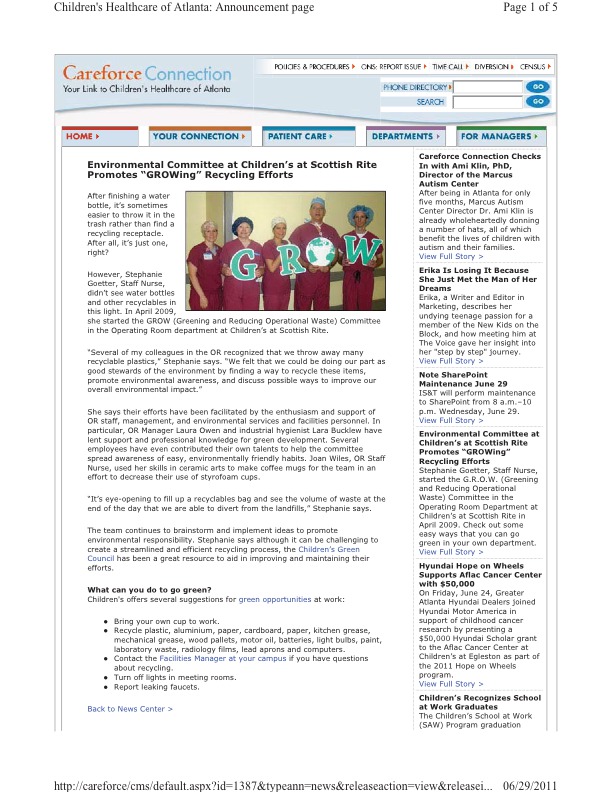 Children's Healthcare of Atlanta: Announcement page
Page 1 of 5
Careforce Connection
Your Link to Children's Healthcare of Atlanta
POLICIES & PROCEDURES
ONS: REPORT ISSUE
TIME CALL
DIVERSION
CENSUS
PHONE DIRECTORY
GO
SEARCH
GO
HOME
YOUR CONNECTION
PATIENT CARE
DEPARTMENTS
FOR MANAGERS
Environmental Committee at Children's at Scottish Rite
Promotes “GROWing” Recycling Efforts
After finishing a water
bottle, it's sometimes
easier to throw it in the
trash rather than find a
recycling receptacle.
After all, it's just one,
right?
G R W
However, Stephanie
Goetter, Staff Nurse,
didn't see water bottles
and other recyclables in
this light. In April 2009,
she started the GROW (Greening and Reducing Operational Waste) Committee
in the Operating Room department at Children's at Scottish Rite.
“Several of my colleagues in the OR recognized that we throw away many
recyclable plastics,” Stephanie says. “We felt that we could be doing our part as
good stewards of the environment by finding a way to recycle these items,
promote environmental awareness, and discuss possible ways to improve our
overall environmental impact.”
She says their efforts have been facilitated by the enthusiasm and support of
OR staff, management, and environmental services and facilities personnel. In
particular, OR Manager Laura Owen and industrial hygienist Lara Bucklew have
lent support and professional knowledge for green development. Several
employees have even contributed their own talents to help the committee
spread awareness of easy, environmentally friendly habits. Joan Wiles, OR Staff
Nurse, used her skills in ceramic arts to make coffee mugs for the team in an
effort to decrease their use of styrofoam cups.
“It's eye-opening to fill up a recyclables bag and see the volume of waste at the
end of the day that we are able to divert from the landfills,” Stephanie says.
The team continues to brainstorm and implement ideas to promote
environmental responsibility. Stephanie says although it can be challenging to
create a streamlined and efficient recycling process, the Children's Green
Council has been a great resource to aid in improving and maintaining their
efforts.
What can you do to go green?
Children's offers several suggestions for green opportunities at work:
• Bring your own cup to work.
• Recycle plastic, aluminium, paper, cardboard, paper, kitchen grease,
mechanical grease, wood pallets, motor oil, batteries, light bulbs, paint,
laboratory waste, radiology films, lead aprons and computers.
• Contact the Facilities Manager at your campus if you have questions
about recycling.
• Turn off lights in meeting rooms.
• Report leaking faucets.
Back to News Center >
Careforce Connection Checks
In with Ami Klin, PhD,
Director of the Marcus
Autism Center
After being in Atlanta for only
five months, Marcus Autism
Center Director Dr. Ami Klin is
already wholeheartedly donning
a number of hats, all of which
benefit the lives of children with
autism and their families.
View Full Story >
Erika Is Losing It Because
She Just Met the Man of Her
Dreams
Erika, a Writer and Editor in
Marketing, describes her
undying teenage passion for a
member of the New Kids on the
Block, and how meeting him at
The Voice gave her insight into
her "step by step" journey.
View Full Story >
Note SharePoint
Maintenance June 29
IS&T will perform maintenance
to SharePoint from 8 a.m.–10
p.m. Wednesday, June 29.
View Full Story >
Environmental Committee at
Children's at Scottish Rite
Promotes “GROWing”
Recycling Efforts
Stephanie Goetter, Staff Nurse,
started the G.R.O.W. (Greening
and Reducing Operational
Waste) Committee in the
Operating Room Department at
Children's at Scottish Rite in
April 2009. Check out some
easy ways that you can go
green in your own department.
View Full Story >
Hyundai Hope on Wheels
Supports Aflac Cancer Center
with $50,000
On Friday, June 24, Greater
Atlanta Hyundai Dealers joined
Hyundai Motor America in
support of childhood cancer
research by presenting a
$50,000 Hyundai Scholar grant
to the Aflac Cancer Center at
Children's at Egleston as part of
the 2011 Hope on Wheels
program.
View Full Story >
Children's Recognizes School
at Work Graduates
The Children's School at Work
(SAW) Program graduation
http://careforce/cms/default.aspx?id=1387&typeann=news&releaseaction=view&releasei...
06/29/2011